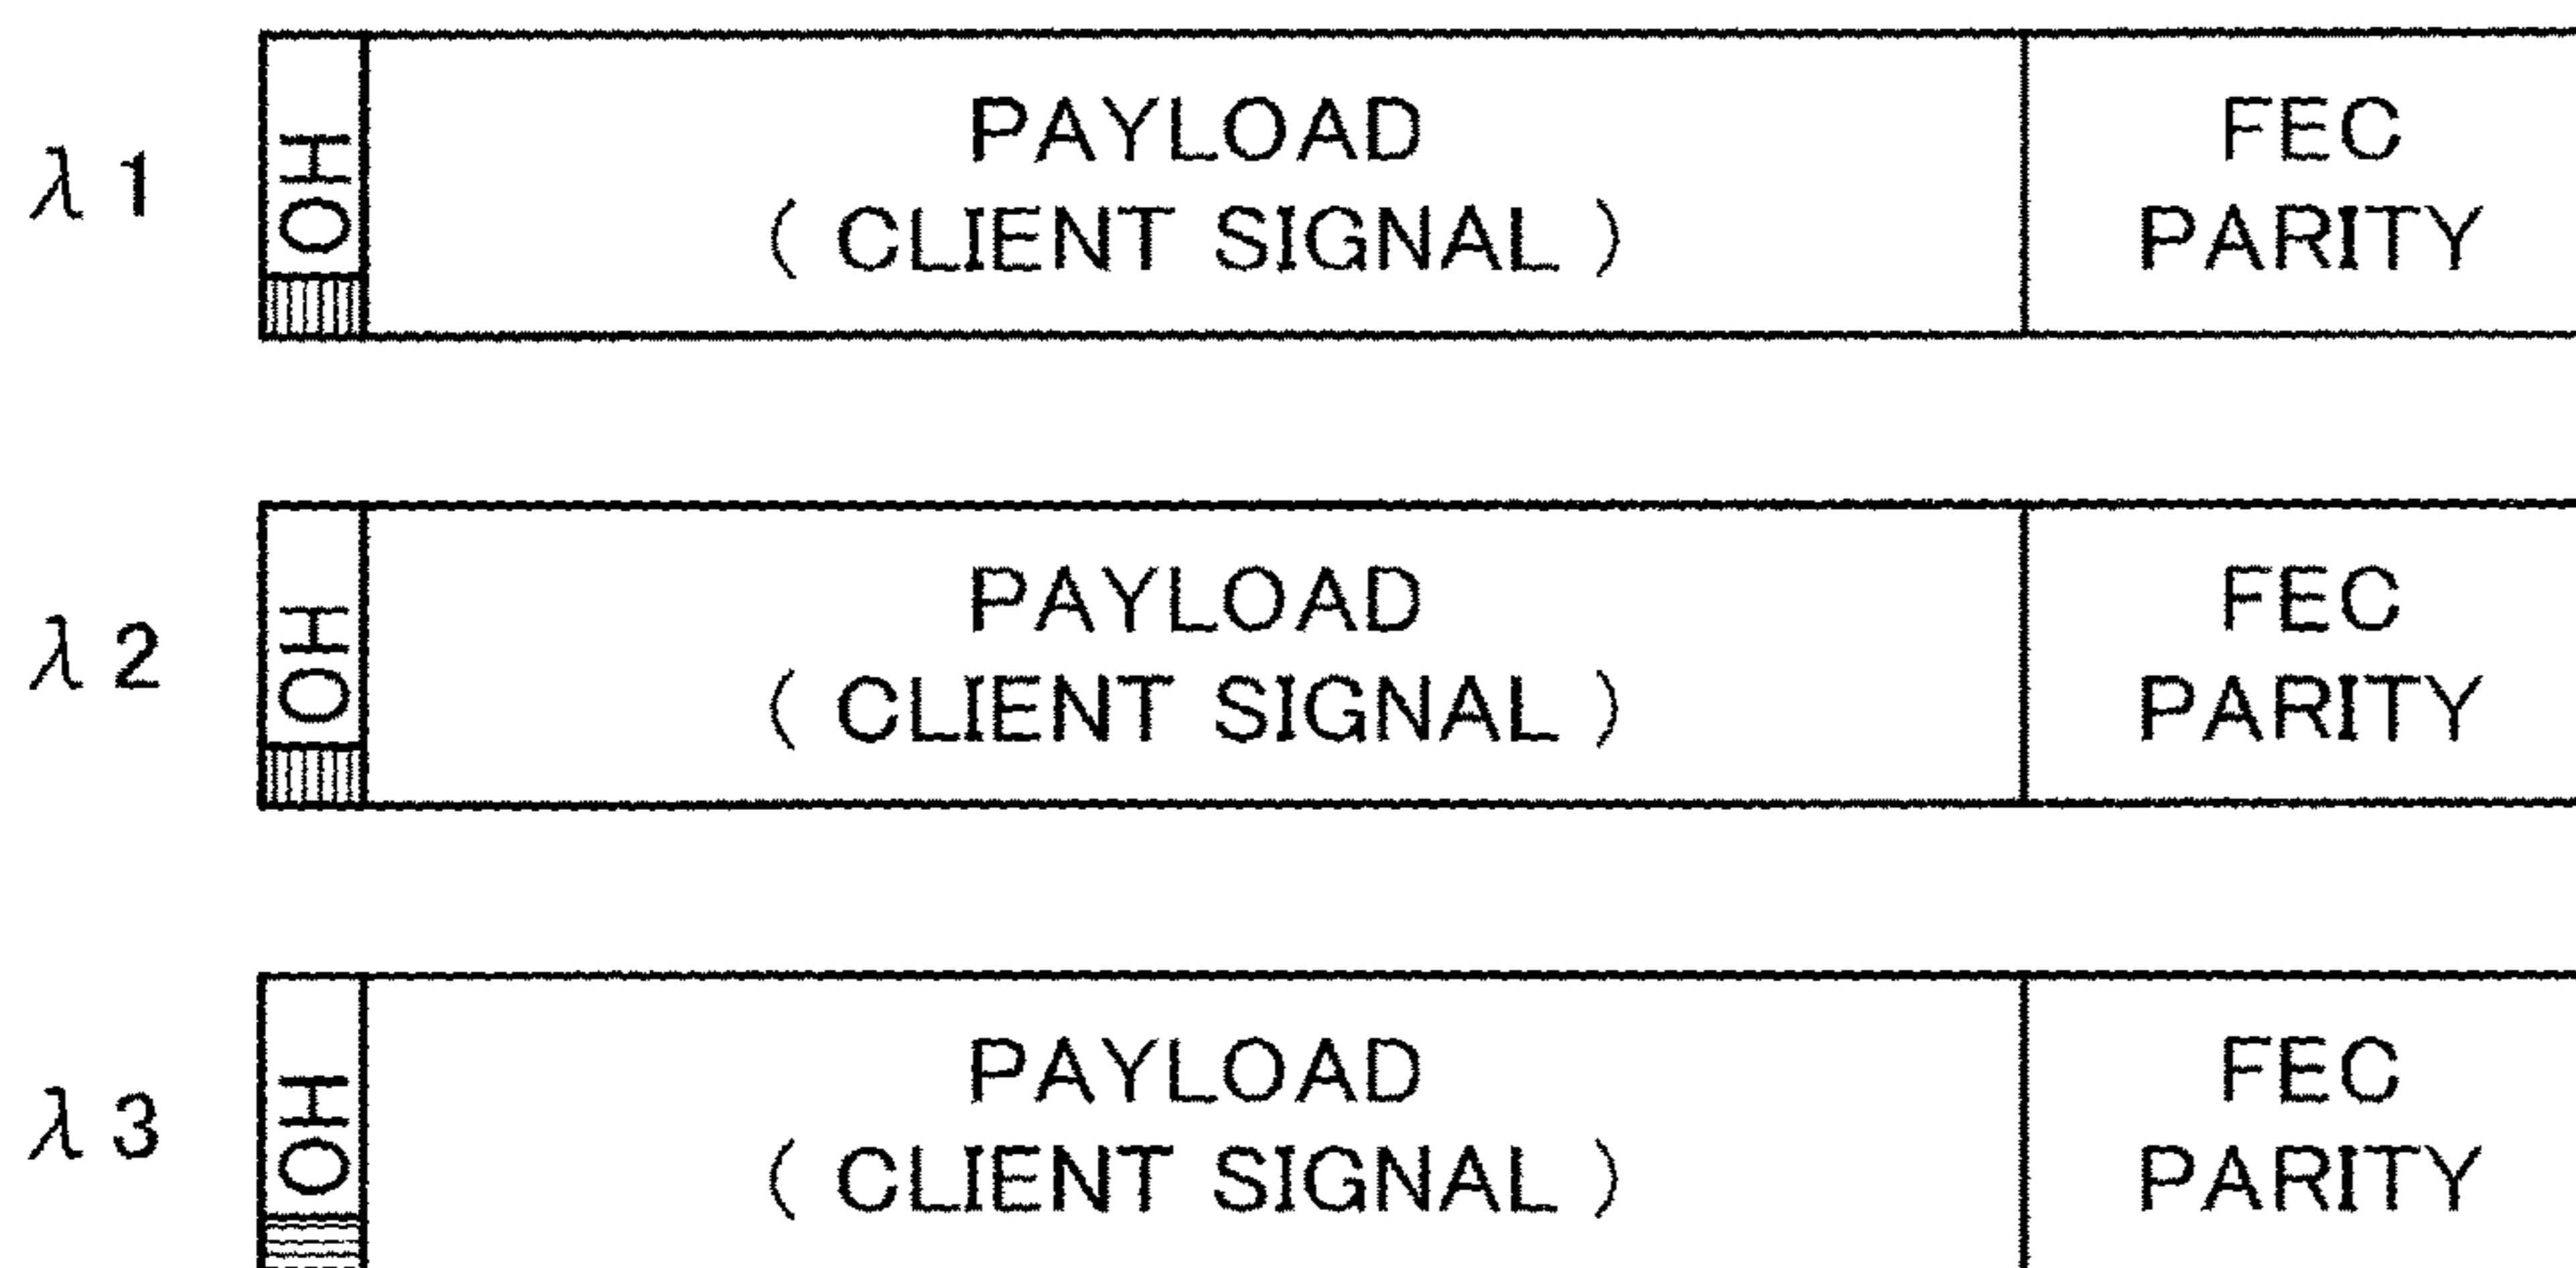 λ1
OH
PAYLOAD
( CLIENT SIGNAL )
FEC
PARITY
λ2
OH
PAYLOAD
( CLIENT SIGNAL )
FEC
PARITY
λ3
OH
PAYLOAD
( CLIENT SIGNAL )
FEC
PARITY